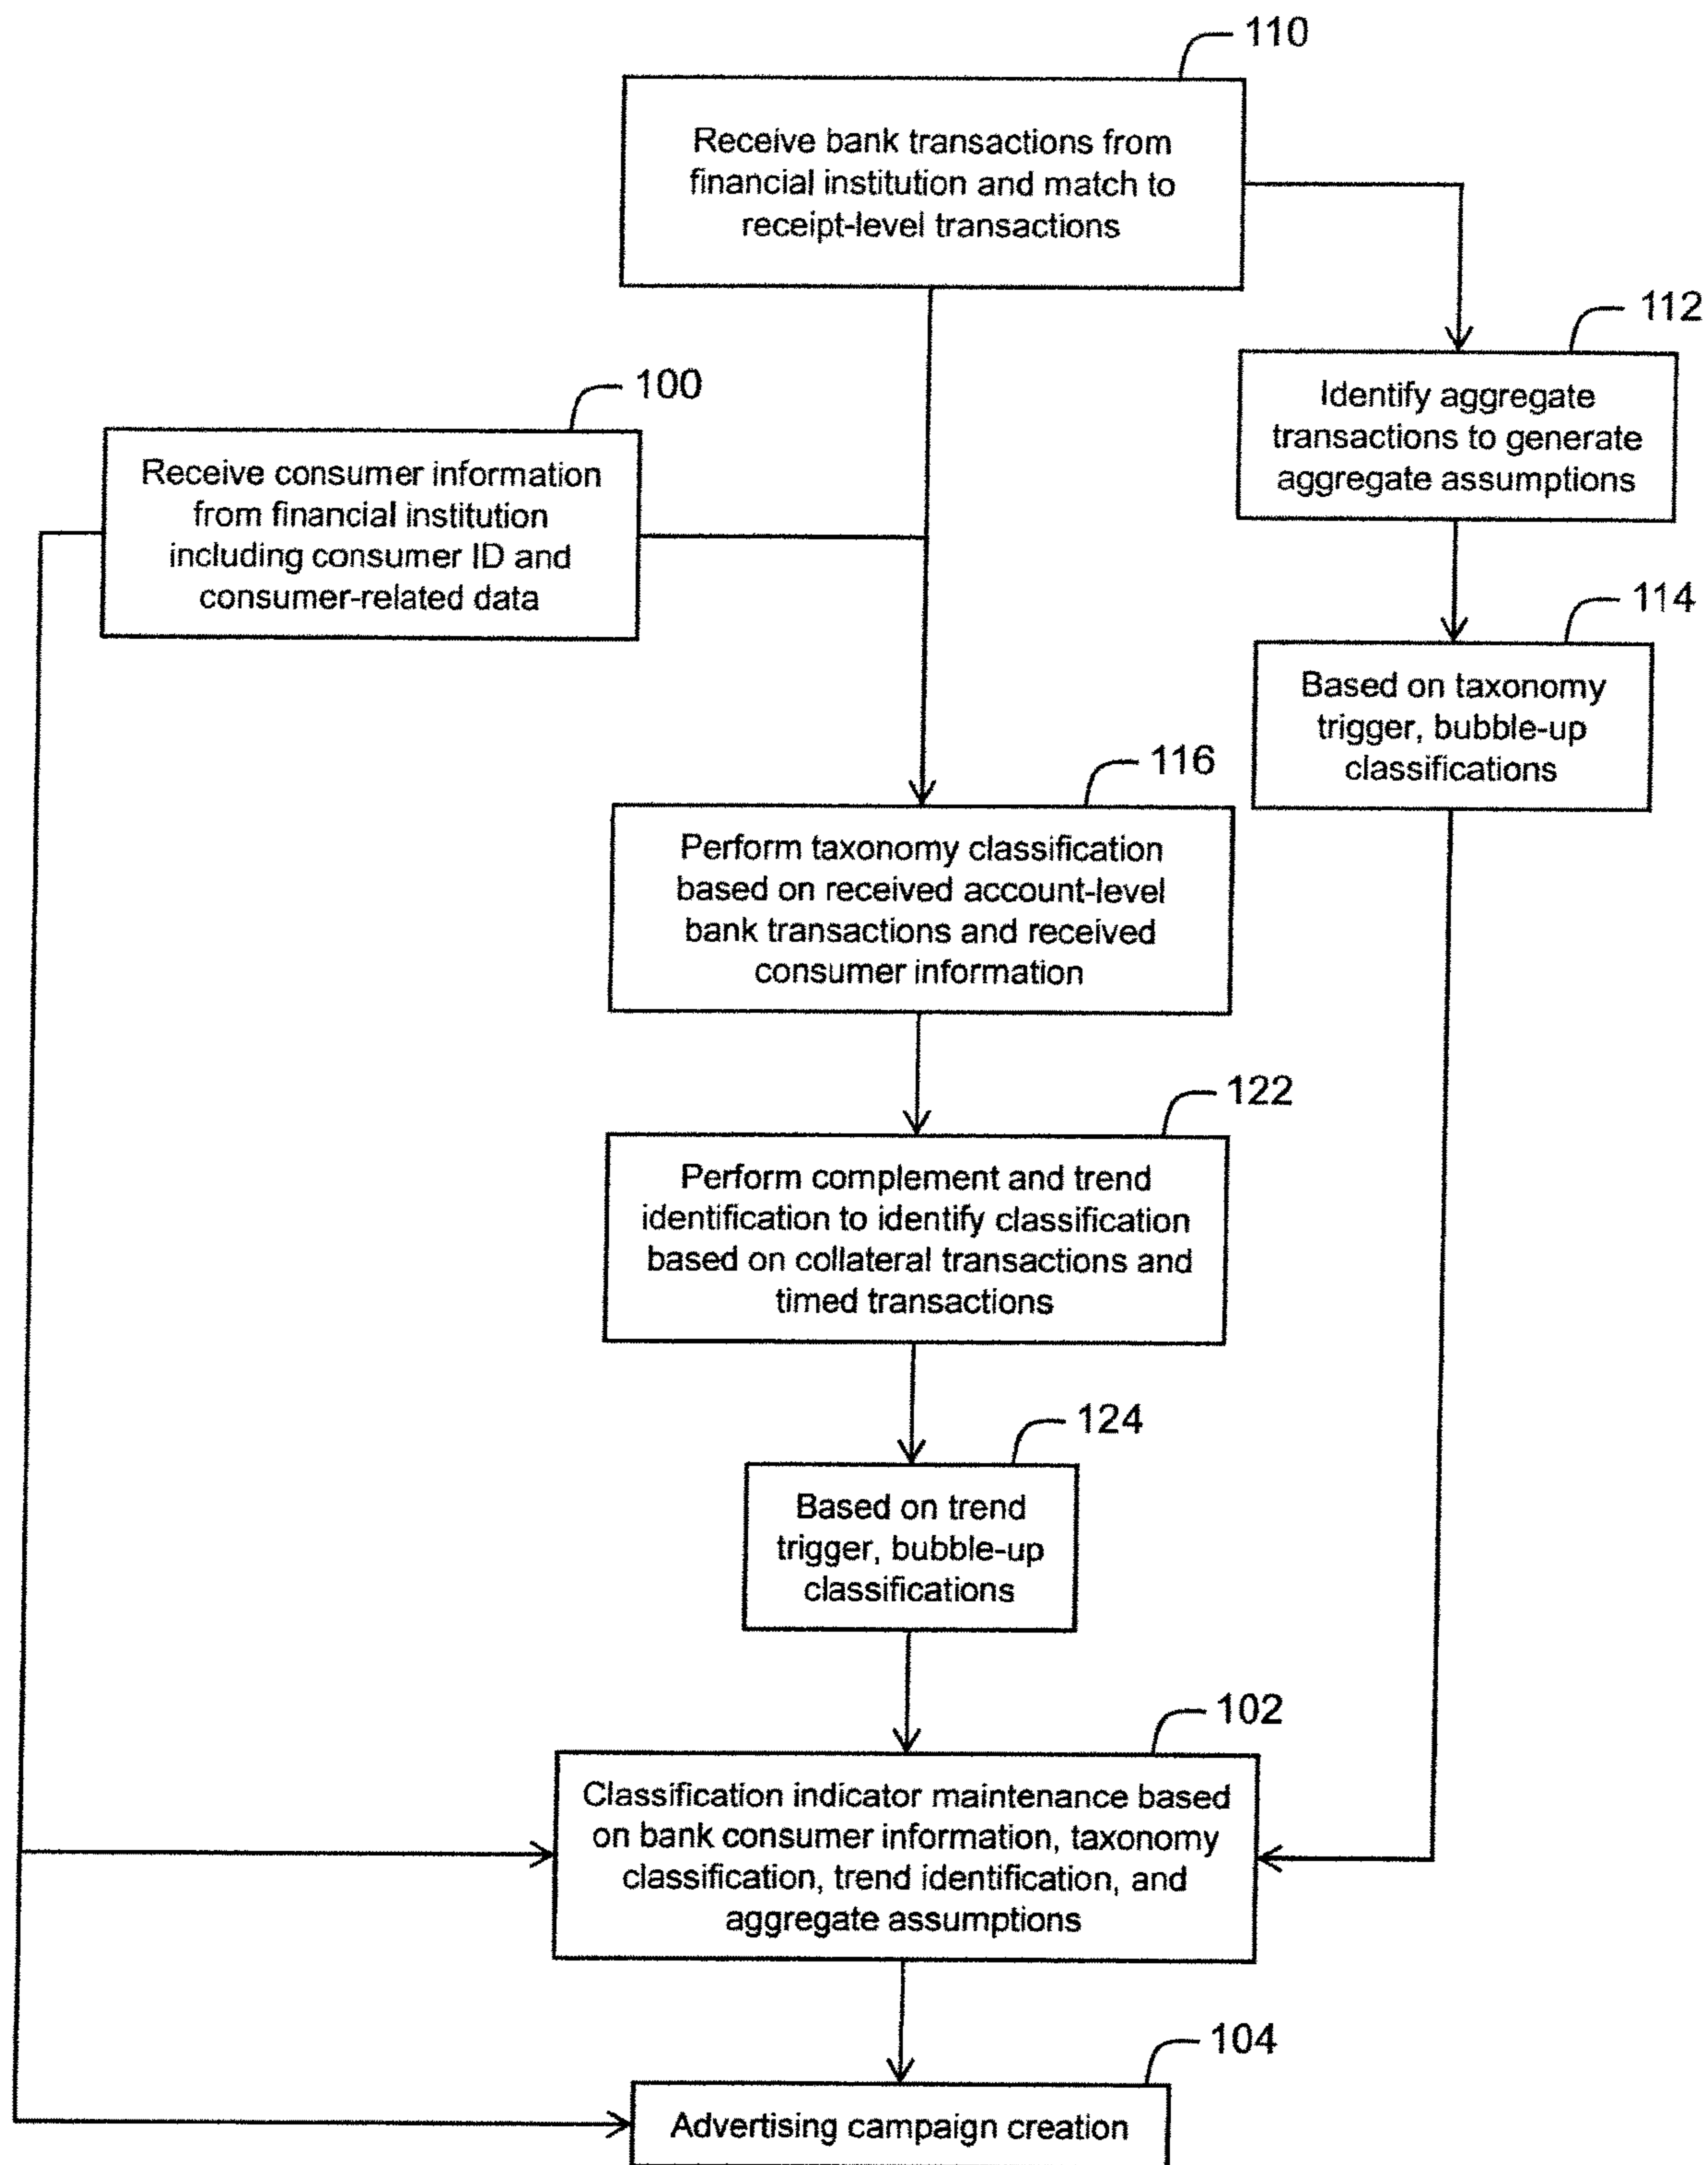 110
Receive bank transactions from
financial institution and match to
receipt-level transactions
112
Identify aggregate
transactions to generate
aggregate assumptions
100
Receive consumer information
from financial institution
including consumer ID and
consumer-related data
114
Based on taxonomy
trigger, bubble-up
classifications
116
Perform taxonomy classification
based on received account-level
bank transactions and received
consumer information
122
Perform complement and trend
identification to identify classification
based on collateral transactions and
timed transactions
124
Based on trend
trigger, bubble-up
classifications
102
Classification indicator maintenance based
on bank consumer information, taxonomy
classification, trend identification, and
aggregate assumptions
104
Advertising campaign creation